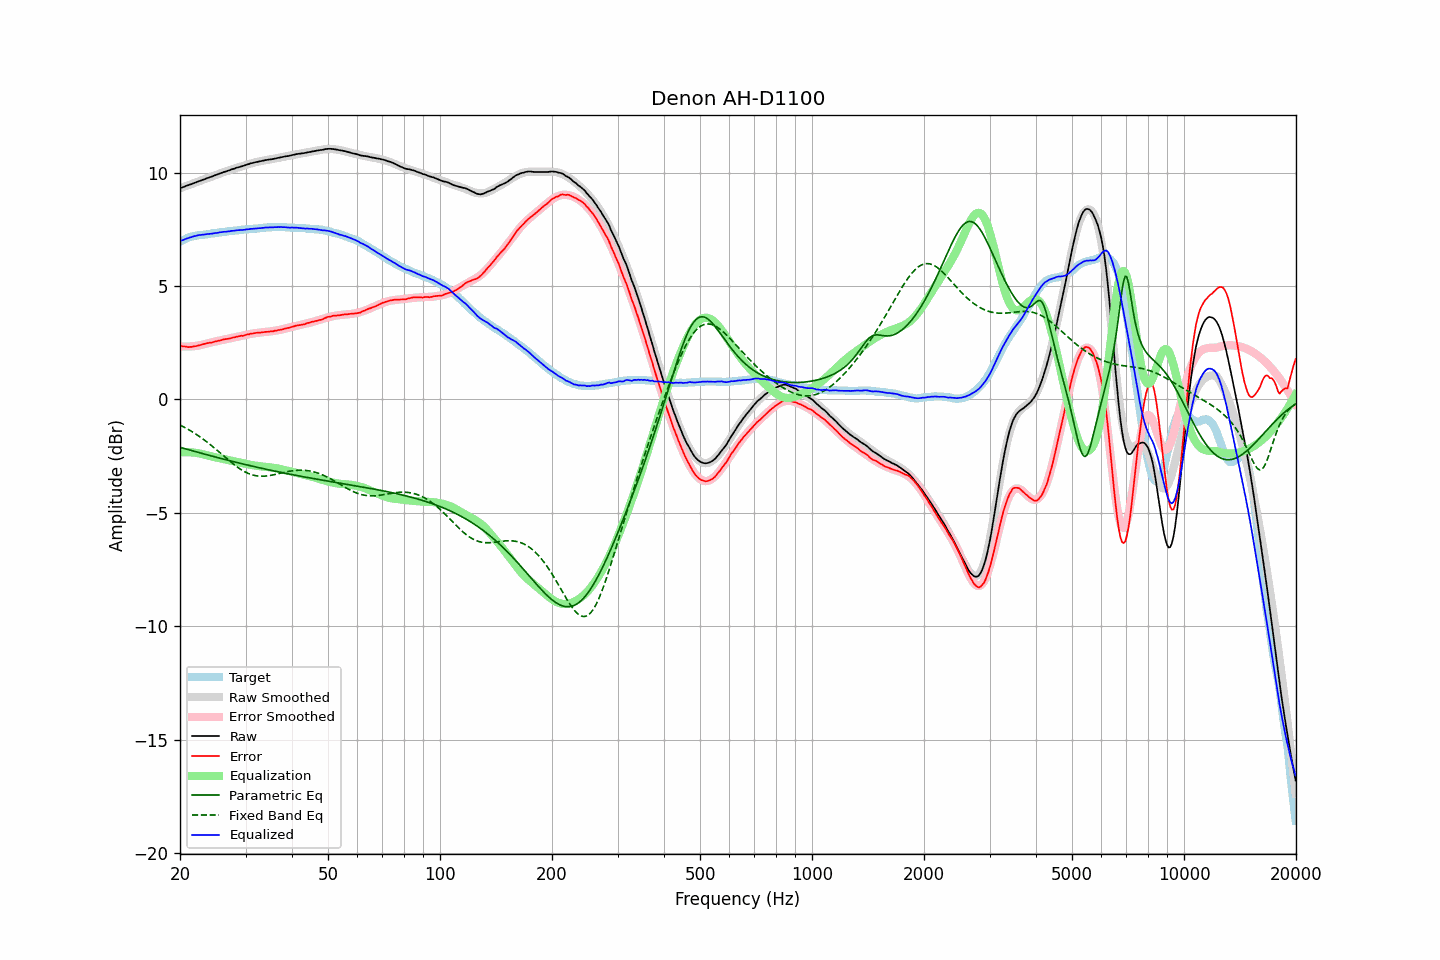 Denon AH-D1100
Amplitude (dBr)
10
5
0
−5
−10
−15
−20
Target
Raw Smoothed
Error Smoothed
Raw
Error
Equalization
Parametric Eq
Fixed Band Eq
Equalized
20 50 100 200 500 1000 2000 5000 10000 20000
Frequency (Hz)